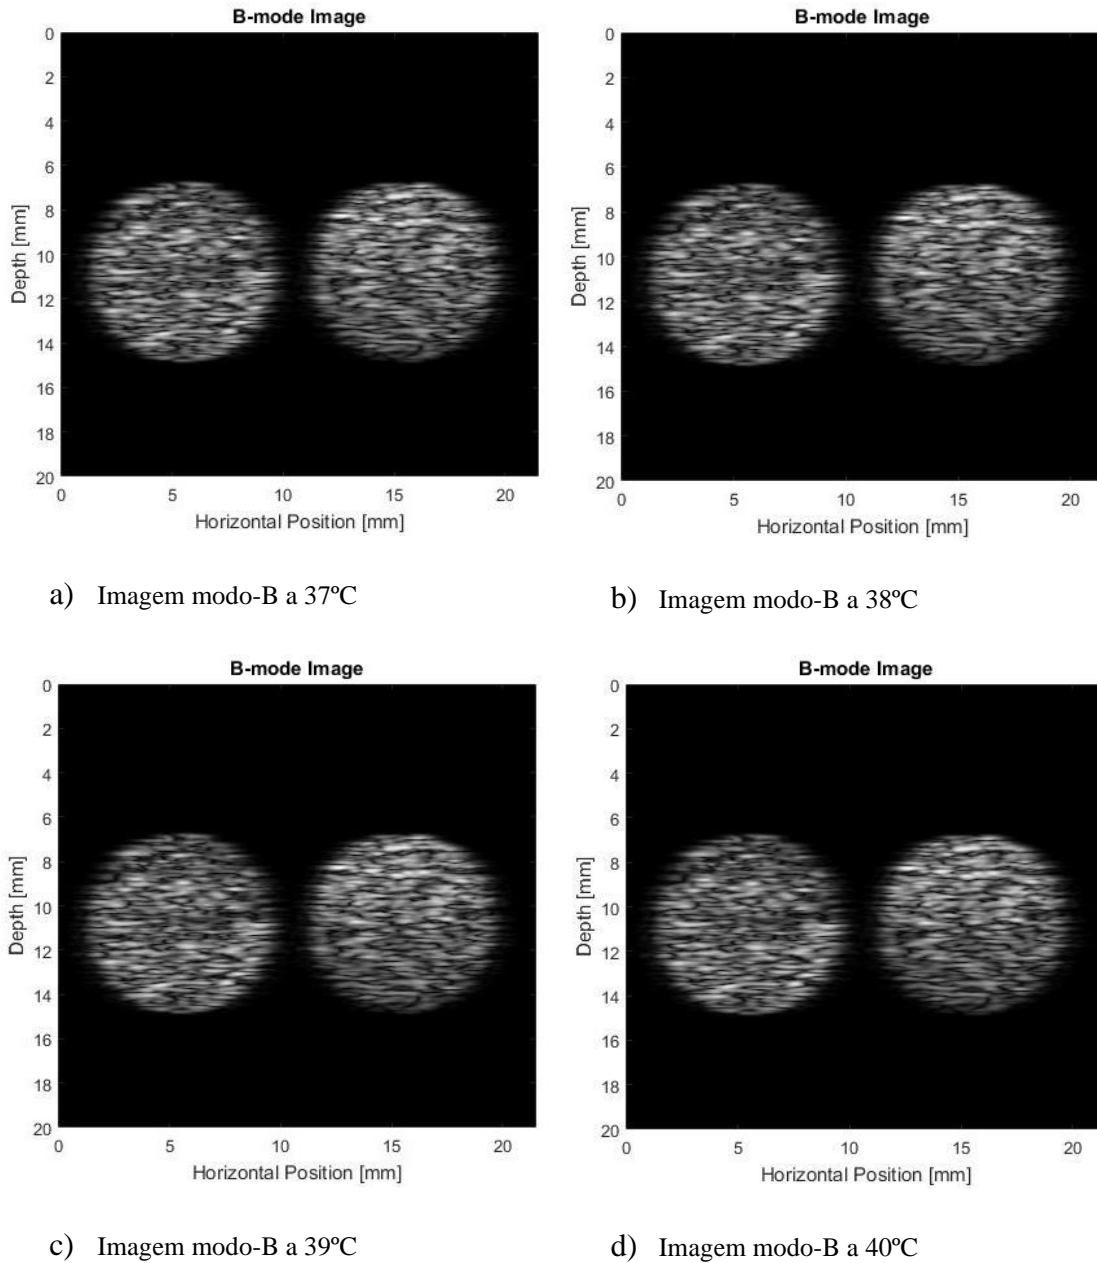 B-mode Image
0
2
4
6
8
10
12
14
16
18
20
Depth [mm]
0 5 10 15 20
Horizontal Position [mm]
a) Imagem modo-B a 37ºC
B-mode Image
0
2
4
6
8
10
12
14
16
18
20
Depth [mm]
0 5 10 15 20
Horizontal Position [mm]
b) Imagem modo-B a 38ºC
B-mode Image
0
2
4
6
8
10
12
14
16
18
20
Depth [mm]
0 5 10 15 20
Horizontal Position [mm]
c) Imagem modo-B a 39ºC
B-mode Image
0
2
4
6
8
10
12
14
16
18
20
Depth [mm]
0 5 10 15 20
Horizontal Position [mm]
d) Imagem modo-B a 40ºC